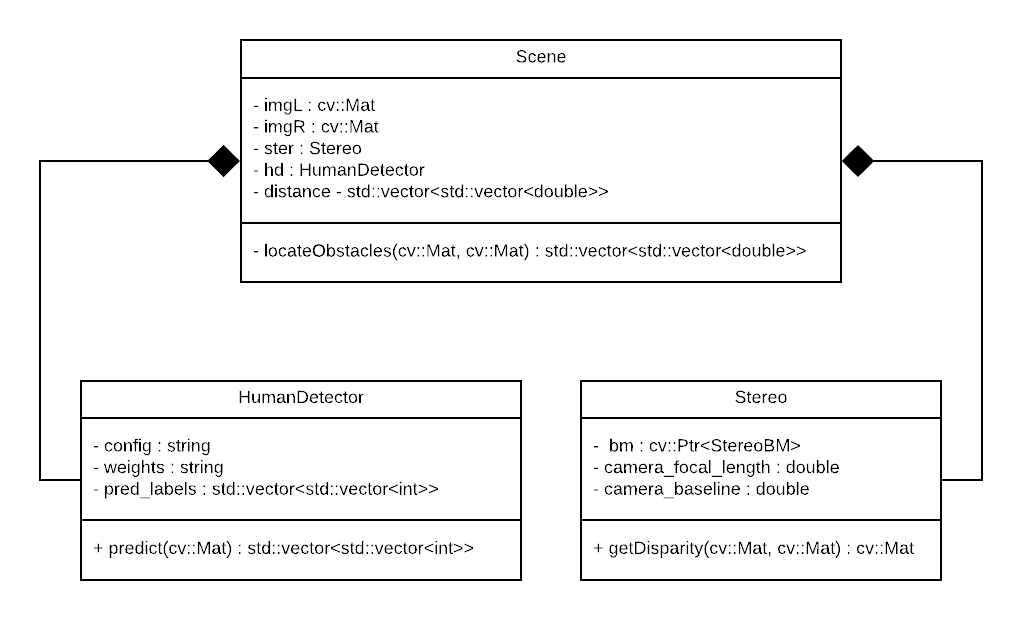 Scene
- imgL : cv::Mat
- imgR : cv::Mat
- ster : Stereo
- hd : HumanDetector
- distance - std::vector<std::vector<double>>
- locateObstacles(cv::Mat, cv::Mat) : std::vector<std::vector<double>>
HumanDetector
- config : string
- weights : string
- pred_labels : std::vector<std::vector<int>>
+ predict(cv::Mat) : std::vector<std::vector<int>>
Stereo
-  bm : cv::Ptr<StereoBM>
- camera_focal_length : double
- camera_baseline : double
+ getDisparity(cv::Mat, cv::Mat) : cv::Mat